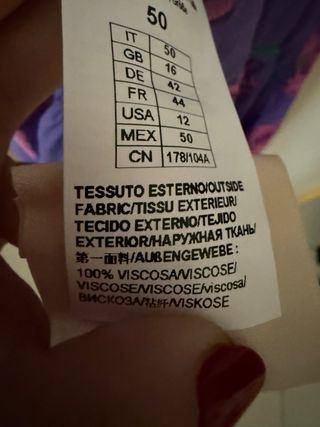 50
IT 50
GB 16
DE 42
FR 44
USA 12
MEX 50
CN 178/104A
TESSUTO ESTERNO/OUTSIDE
FABRIC/TISSU EXTERIEUR/
TECIDO EXTERNO/TEJIDO
EXTERIOR/НАРУЖНАЯ ТКАНЬ/
第一面料/AUßENGEWEBE :
100% VISCOSA/VISCOSE/
VISCOSE/VISCOSE/viscosa/
ВИСКОЗА/粘纤/VISKOSE